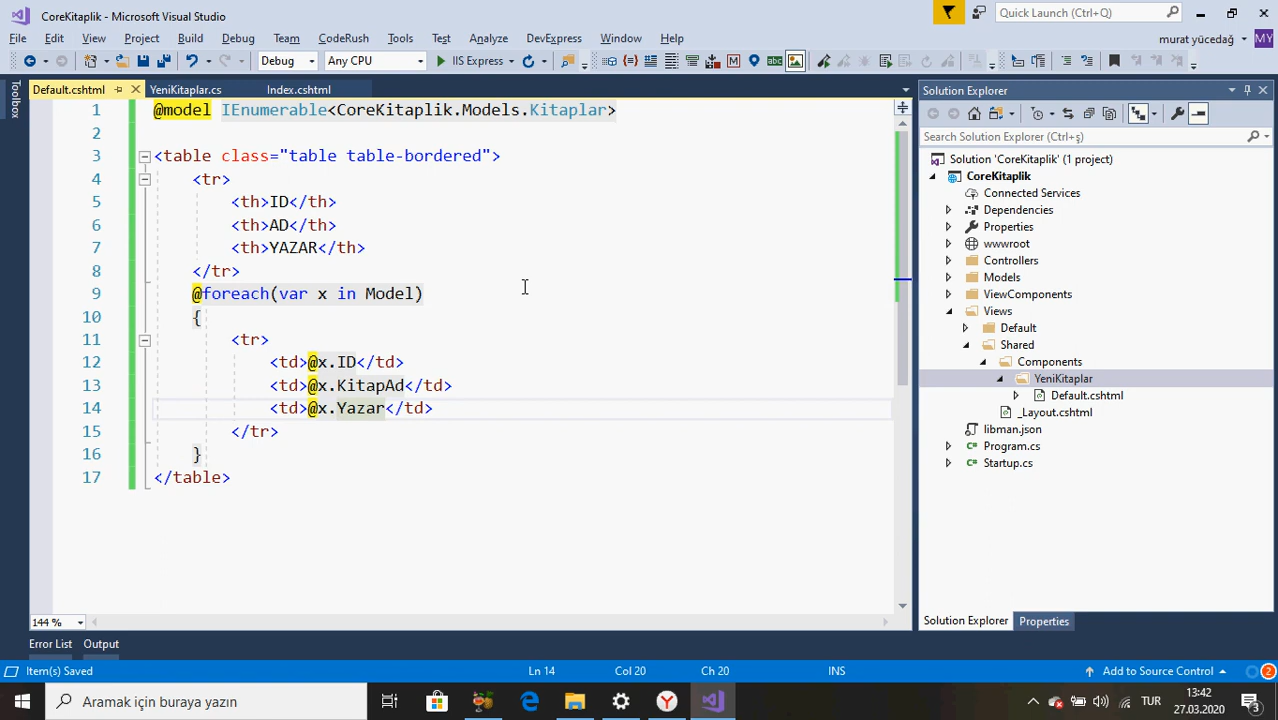 CoreKitaplik - Microsoft Visual Studio
Quick Launch (Ctrl+Q)
File Edit View Project Build Debug Team CodeRush Tools Test Analyze DevExpress Window Help
murat yücedağ MY
Debug Any CPU IIS Express
Toolbox
Default.cshtml YeniKitaplar.cs Index.cshtml
1 @model IEnumerable<CoreKitaplik.Models.Kitaplar>
2
3 <table class="table table-bordered">
4 <tr>
5 <th>ID</th>
6 <th>AD</th>
7 <th>YAZAR</th>
8 </tr>
9 @foreach(var x in Model)
10 {
11 <tr>
12 <td>@x.ID</td>
13 <td>@x.KitapAd</td>
14 <td>@x.Yazar</td>
15 </tr>
16 }
17 </table>
144 %
Solution Explorer
Search Solution Explorer (Ctrl+ş)
Solution 'CoreKitaplik' (1 project)
CoreKitaplik
Connected Services
Dependencies
Properties
wwwroot
Controllers
Models
ViewComponents
Views
Default
Shared
Components
YeniKitaplar
Default.cshtml
_Layout.cshtml
libman.json
Program.cs
Startup.cs
Solution Explorer Properties
Error List Output
Item(s) Saved Ln 14 Col 20 Ch 20 INS Add to Source Control 2
Aramak için buraya yazın
TUR
13:42
27.03.2020
3